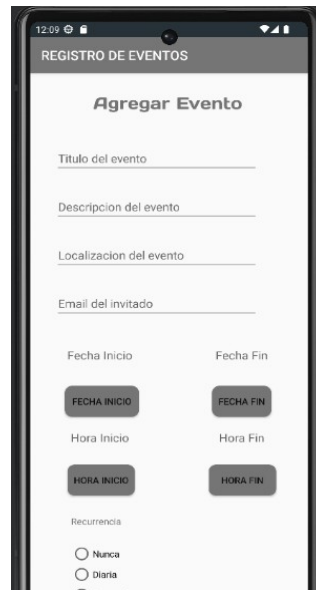 12:09
REGISTRO DE EVENTOS
Agregar Evento
Titulo del evento
Descripcion del evento
Localizacion del evento
Email del invitado
Fecha Inicio Fecha Fin
FECHA INICIO FECHA FIN
Hora Inicio Hora Fin
HORA INICIO HORA FIN
Recurrencia
Nunca
Diaria